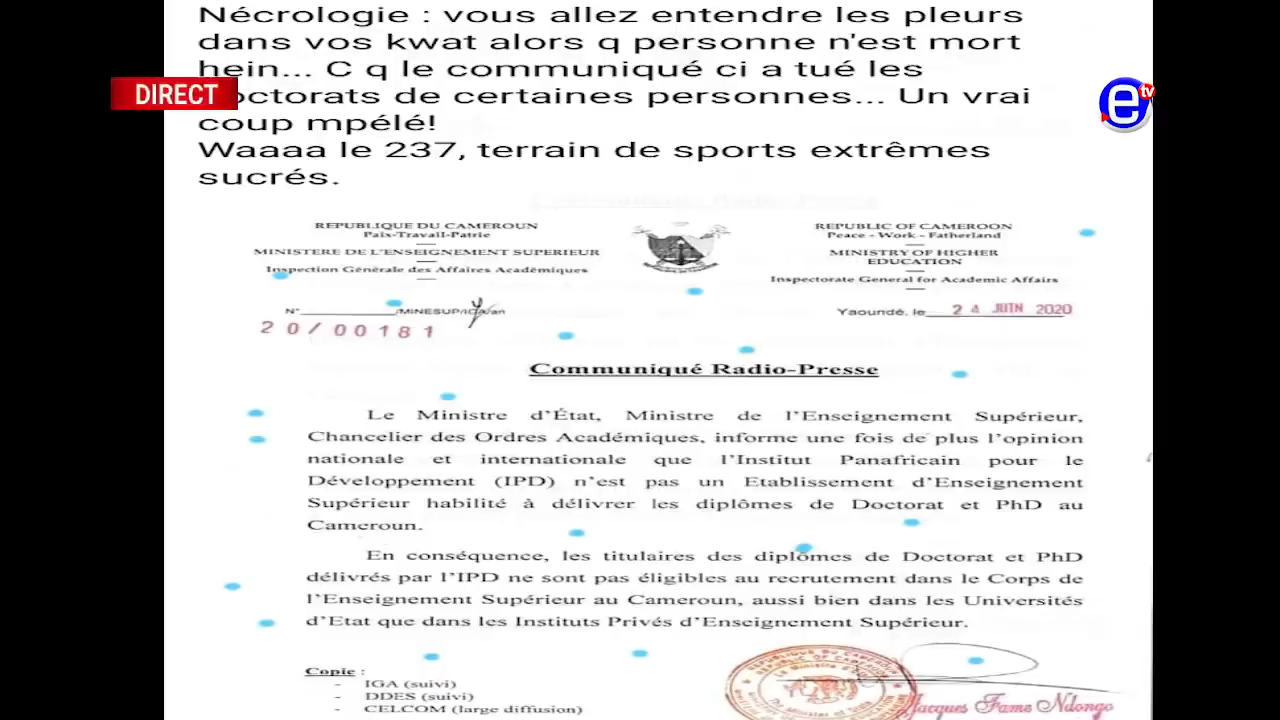 Nécrologie : vous allez entendre les pleurs
dans vos kwat alors q personne n'est mort
hein... C q le communiqué ci a tué les
DIRECT
octorats de certaines personnes... Un vrai
coup mpélé!
Waaaa le 237, terrain de sports extrêmes
sucrés.
e tv
REPUBLIQUE DU CAMEROUN
Paix-Travail-Patrie
MINISTERE DE L'ENSEIGNEMENT SUPERIEUR
Inspection Générale des Affaires Académiques
REPUBLIC OF CAMEROON
Peace - Work - Fatherland
MINISTRY OF HIGHER
EDUCATION
Inspectorate General for Academic Affairs
N° /MINESUP/IGA/an
20/00181
Yaoundé, le 24 JUIN 2020
Communiqué Radio-Presse
Le Ministre d'État, Ministre de l'Enseignement Supérieur,
Chancelier des Ordres Académiques, informe une fois de plus l'opinion
nationale et internationale que l'Institut Panafricain pour le
Développement (IPD) n'est pas un Etablissement d'Enseignement
Supérieur habilité à délivrer les diplômes de Doctorat et PhD au
Cameroun.
En conséquence, les titulaires des diplômes de Doctorat et PhD
délivrés par l'IPD ne sont pas éligibles au recrutement dans le Corps de
l'Enseignement Supérieur au Cameroun, aussi bien dans les Universités
d'Etat que dans les Instituts Privés d'Enseignement Supérieur.
Copie :
- IGA (suivi)
- DDES (suivi)
- CELCOM (large diffusion)
Jacques Fame Ndongo